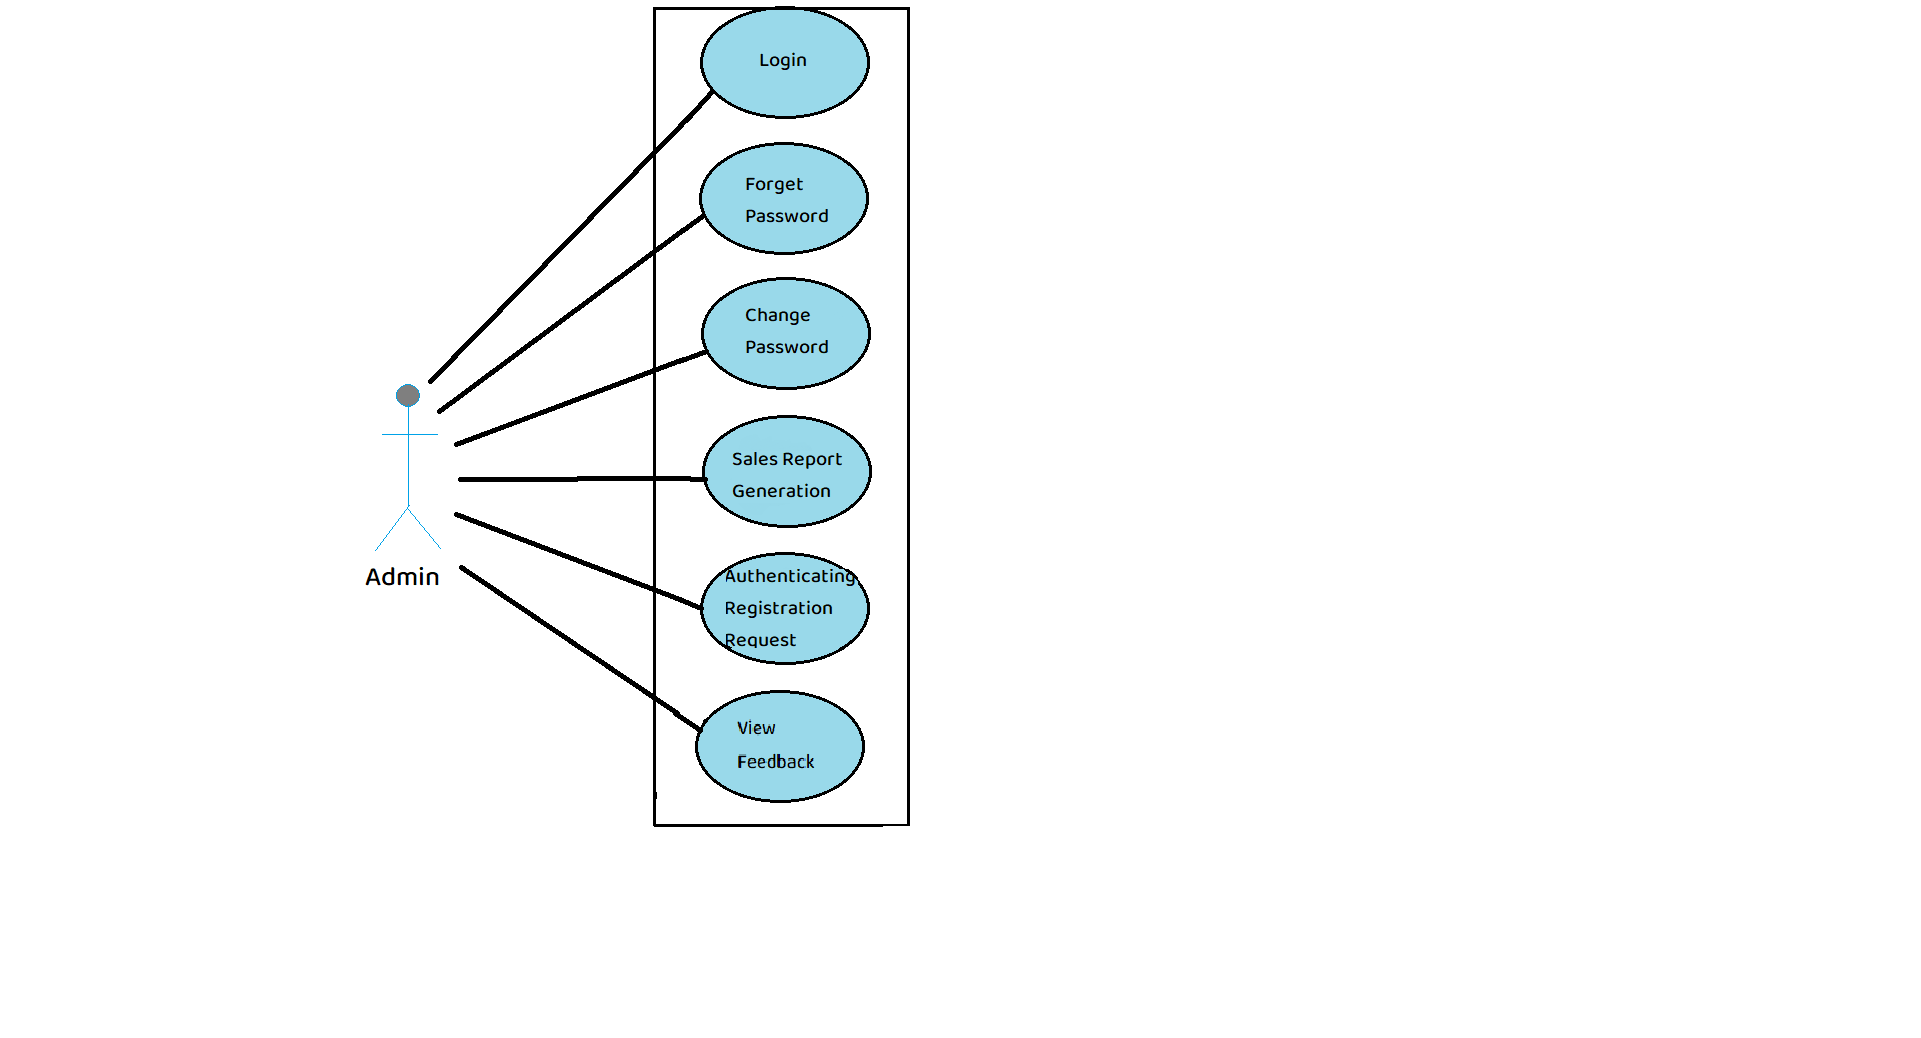 Login
Forget
Password
Change
Password
Sales Report
Generation
Authenticating
Registration
Request
View
Feedback
Admin